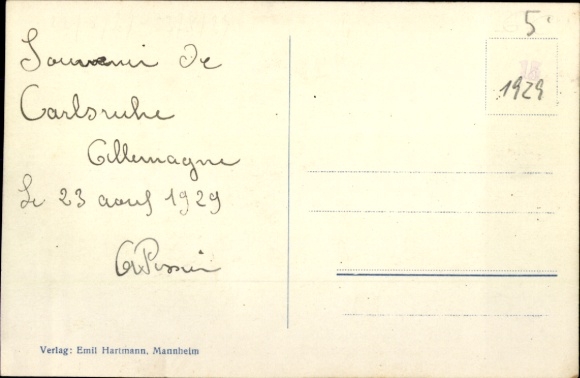 Souvenir de
Carlsruhe
Allemagne
Le 23 aout 1929
5
1929
Verlag: Emil Hartmann, Mannheim